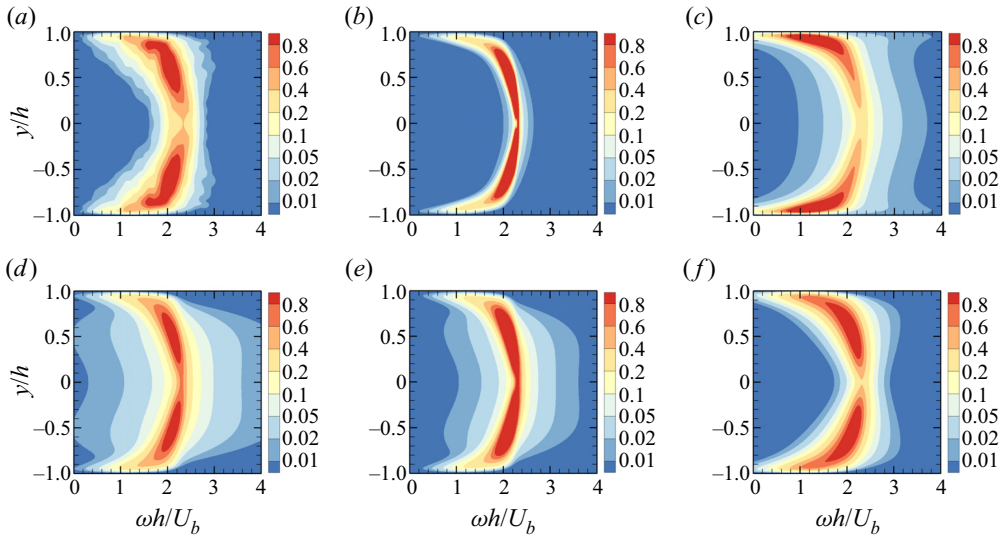 (a) (b) (c)
1.0 0.8 1.0 0.8 1.0 0.8
0.6 0.6 0.6
0.5 0.4 0.5 0.4 0.5 0.4
y/h 0 0.2 0 0.2 0 0.2
0.1 0.1 0.1
−0.5 0.05 −0.5 0.05 −0.5 0.05
0.02 0.02 0.02
−1.0 0.01 −1.0 0.01 −1.0 0.01
0 1 2 3 4 0 1 2 3 4 0 1 2 3 4
(d) (e) (f)
1.0 0.8 1.0 0.8 1.0 0.8
0.6 0.6 0.6
0.5 0.4 0.5 0.4 0.5 0.4
y/h 0 0.2 0 0.2 0 0.2
0.1 0.1 0.1
−0.5 0.05 −0.5 0.05 −0.5 0.05
0.02 0.02 0.02
−1.0 0.01 −1.0 0.01 −1.0 0.01
0 1 2 3 4 0 1 2 3 4 0 1 2 3 4
ωh/U_b ωh/U_b ωh/U_b